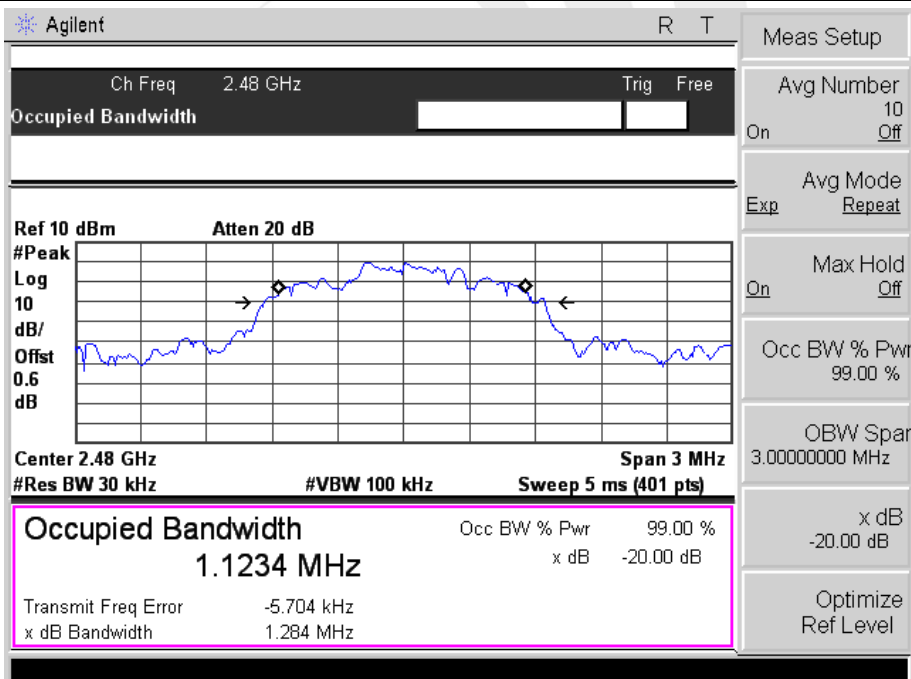 Agilent
R T
Ch Freq 2.48 GHz Trig Free
Occupied Bandwidth
Ref 10 dBm Atten 20 dB
#Peak
Log
10
dB/
Offst
0.6
dB
Center 2.48 GHz Span 3 MHz
#Res BW 30 kHz #VBW 100 kHz Sweep 5 ms (401 pts)
Occupied Bandwidth
1.1234 MHz
Occ BW % Pwr 99.00 %
x dB -20.00 dB
Transmit Freq Error -5.704 kHz
x dB Bandwidth 1.284 MHz
Meas Setup
Avg Number
10
On Off
Avg Mode
Exp Repeat
Max Hold
On Off
Occ BW % Pwr
99.00 %
OBW Span
3.00000000 MHz
x dB
-20.00 dB
Optimize
Ref Level